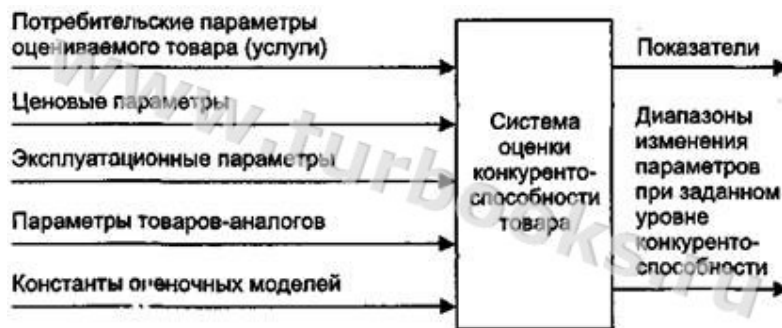 Потребительские параметры
оцениваемого товара (услуги)
Ценовые параметры
Эксплуатационные параметры
Параметры товаров-аналогов
Константы оценочных моделей
Система
оценки
конкуренто-
способности
товара
Показатели
Диапазоны
изменения
параметров
при заданном
уровне
конкуренто-
способности
www.turbooks.ru